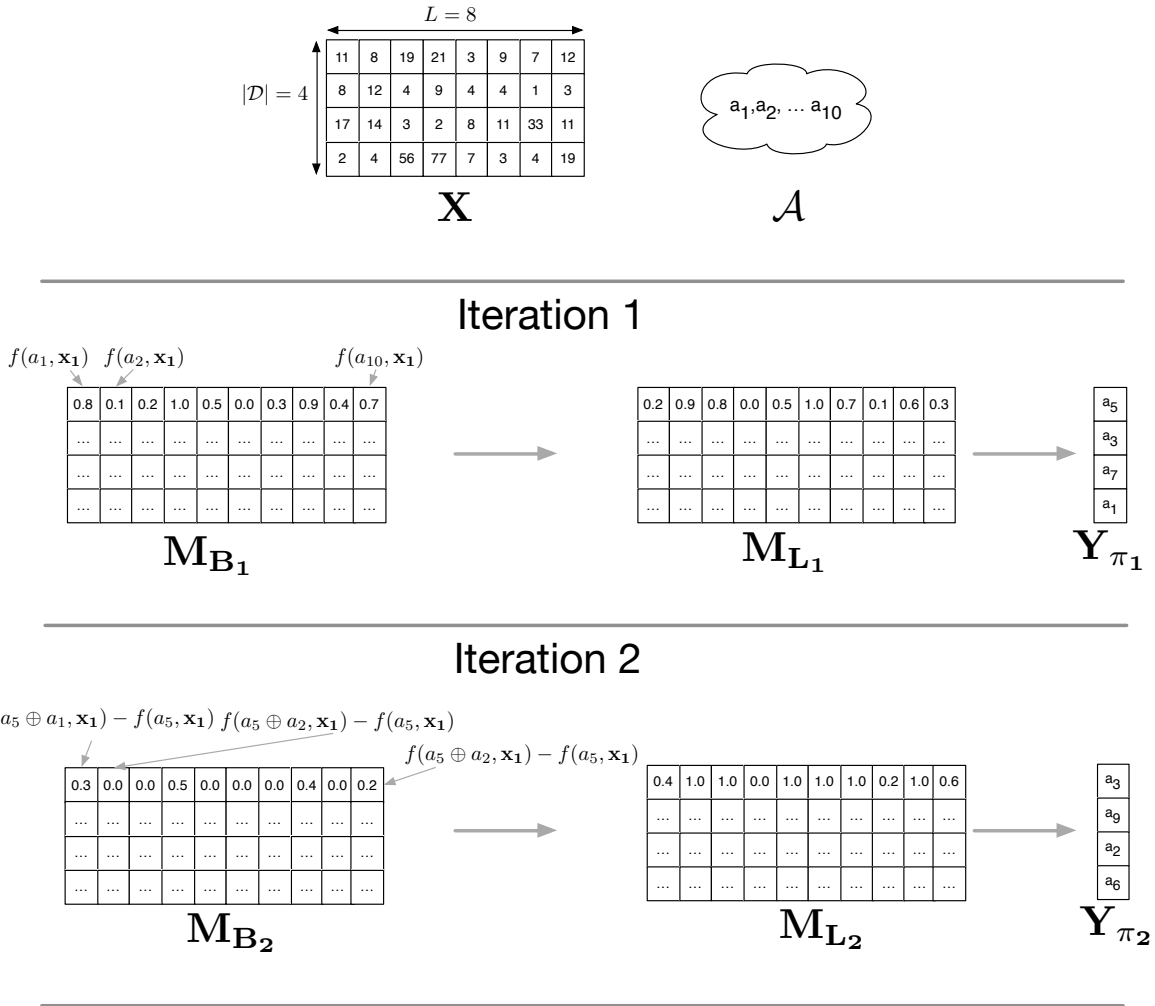 L = 8
11 8 19 21 3 9 7 12
|𝒟| = 4
8 12 4 9 4 4 1 3
17 14 3 2 8 11 33 11
2 4 56 77 7 3 4 19
a₁,a₂, ... a₁₀
X
𝒜
Iteration 1
f(a₁, x₁) f(a₂, x₁) f(a₁₀, x₁)
0.8 0.1 0.2 1.0 0.5 0.0 0.3 0.9 0.4 0.7
... ... ... ... ... ... ... ... ... ...
... ... ... ... ... ... ... ... ... ...
... ... ... ... ... ... ... ... ... ...
M_B₁
0.2 0.9 0.8 0.0 0.5 1.0 0.7 0.1 0.6 0.3
... ... ... ... ... ... ... ... ... ...
... ... ... ... ... ... ... ... ... ...
... ... ... ... ... ... ... ... ... ...
M_L₁
a₅
a₃
a₇
a₁
Y_π₁
Iteration 2
a₅ ⊕ a₁, x₁) − f(a₅, x₁) f(a₅ ⊕ a₂, x₁) − f(a₅, x₁)
f(a₅ ⊕ a₂, x₁) − f(a₅, x₁)
0.3 0.0 0.0 0.5 0.0 0.0 0.0 0.4 0.0 0.2
... ... ... ... ... ... ... ... ... ...
... ... ... ... ... ... ... ... ... ...
... ... ... ... ... ... ... ... ... ...
M_B₂
0.4 1.0 1.0 0.0 1.0 1.0 1.0 0.2 1.0 0.6
... ... ... ... ... ... ... ... ... ...
... ... ... ... ... ... ... ... ... ...
... ... ... ... ... ... ... ... ... ...
M_L₂
a₃
a₉
a₂
a₆
Y_π₂